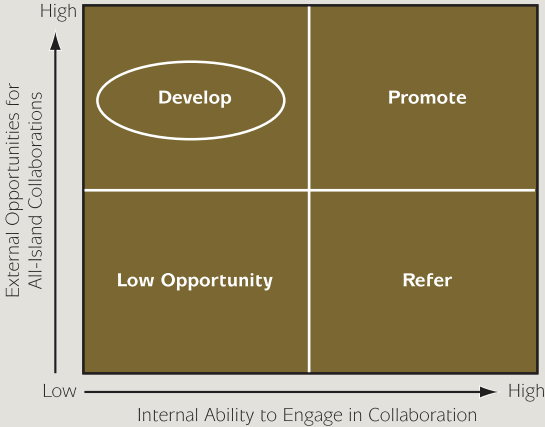 High
External Opportunities for
All-Island Collaborations
Develop
Promote
Low Opportunity
Refer
Low
High
Internal Ability to Engage in Collaboration